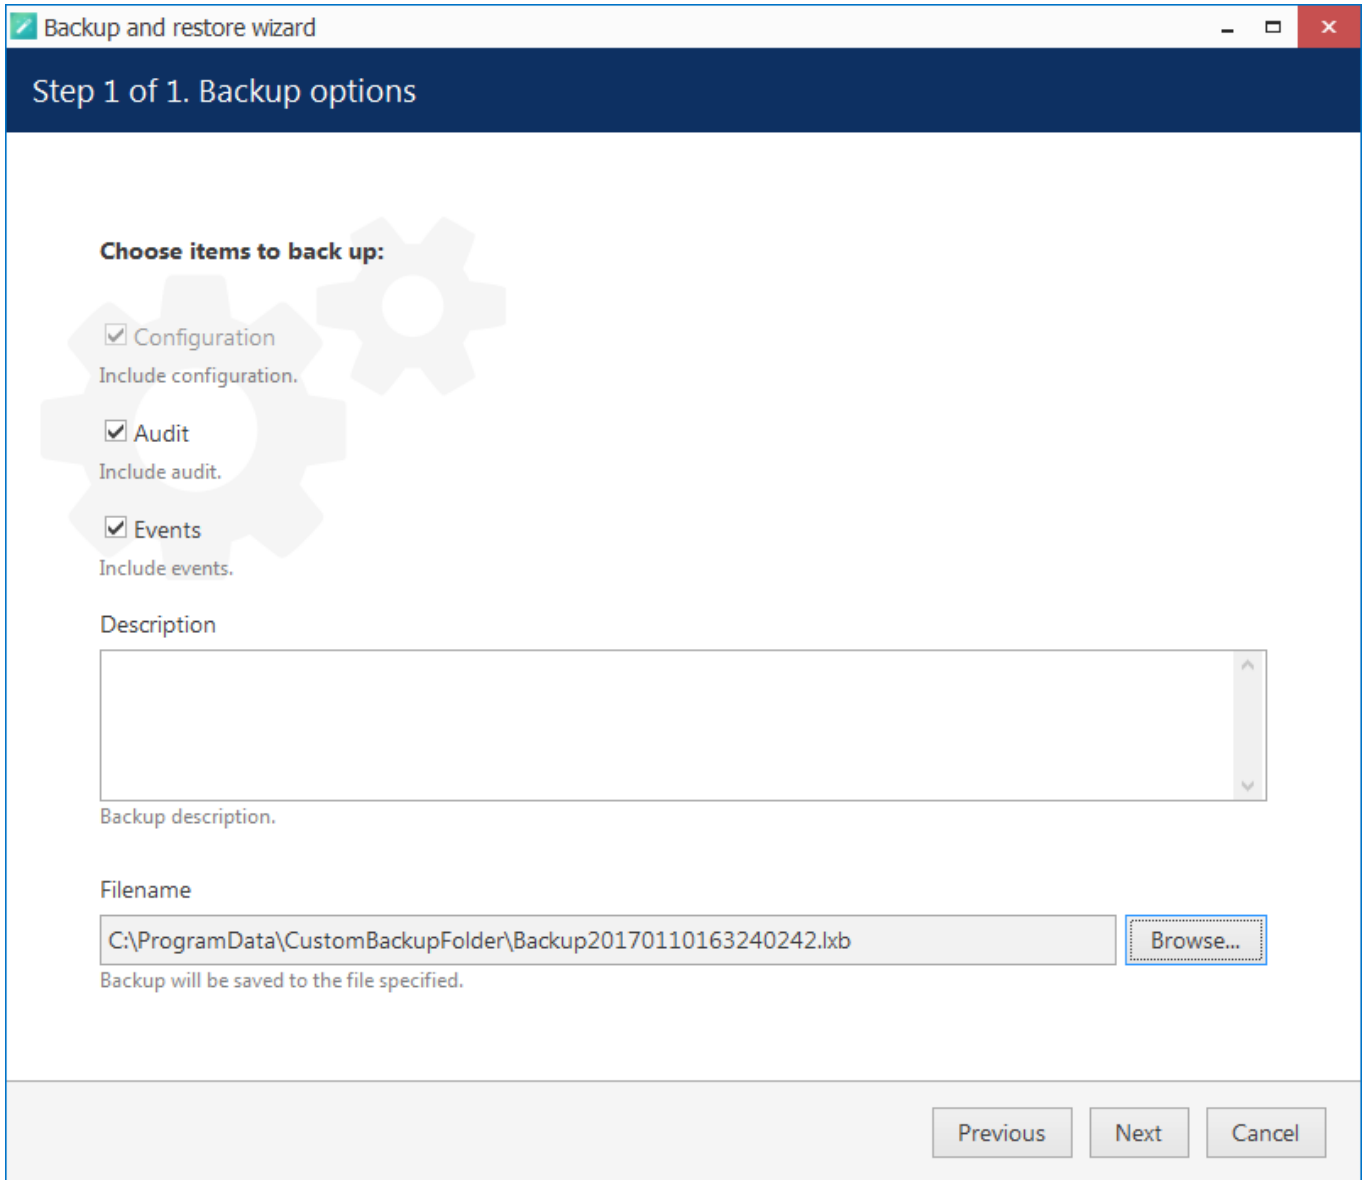 Backup and restore wizard
Step 1 of 1. Backup options
Choose items to back up:
Configuration
Include configuration.
Audit
Include audit.
Events
Include events.
Description
Backup description.
Filename
C:\ProgramData\CustomBackupFolder\Backup20170110163240242.lxb
Browse...
Backup will be saved to the file specified.
Previous
Next
Cancel